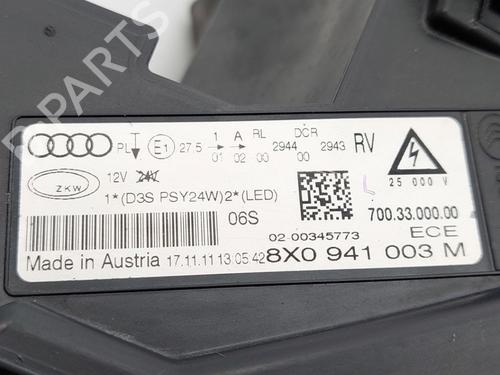 B PARTS
PL E1 27.5 1 A RL DCR RV
01 02 00 2944 00 2943
ZKW 12V 24V
25 000 V
1*(D3S PSY24W)2*(LED)
06S
700.33.000.00
02-00345773 ECE
Made in Austria 17.11.11 13:05:42 8X0 941 003 M